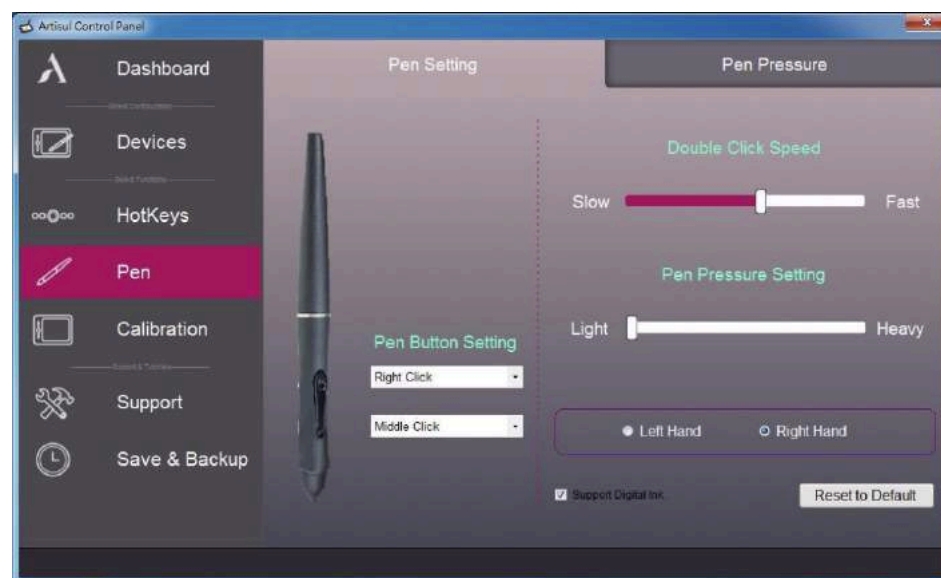 Artisul Control Panel
Dashboard
Devices
HotKeys
Pen
Calibration
Support
Save & Backup
Pen Setting
Pen Pressure
Pen Button Setting
Right Click
Middle Click
Double Click Speed
Slow
Fast
Pen Pressure Setting
Light
Heavy
Left Hand
Right Hand
Support Digital Ink
Reset to Default